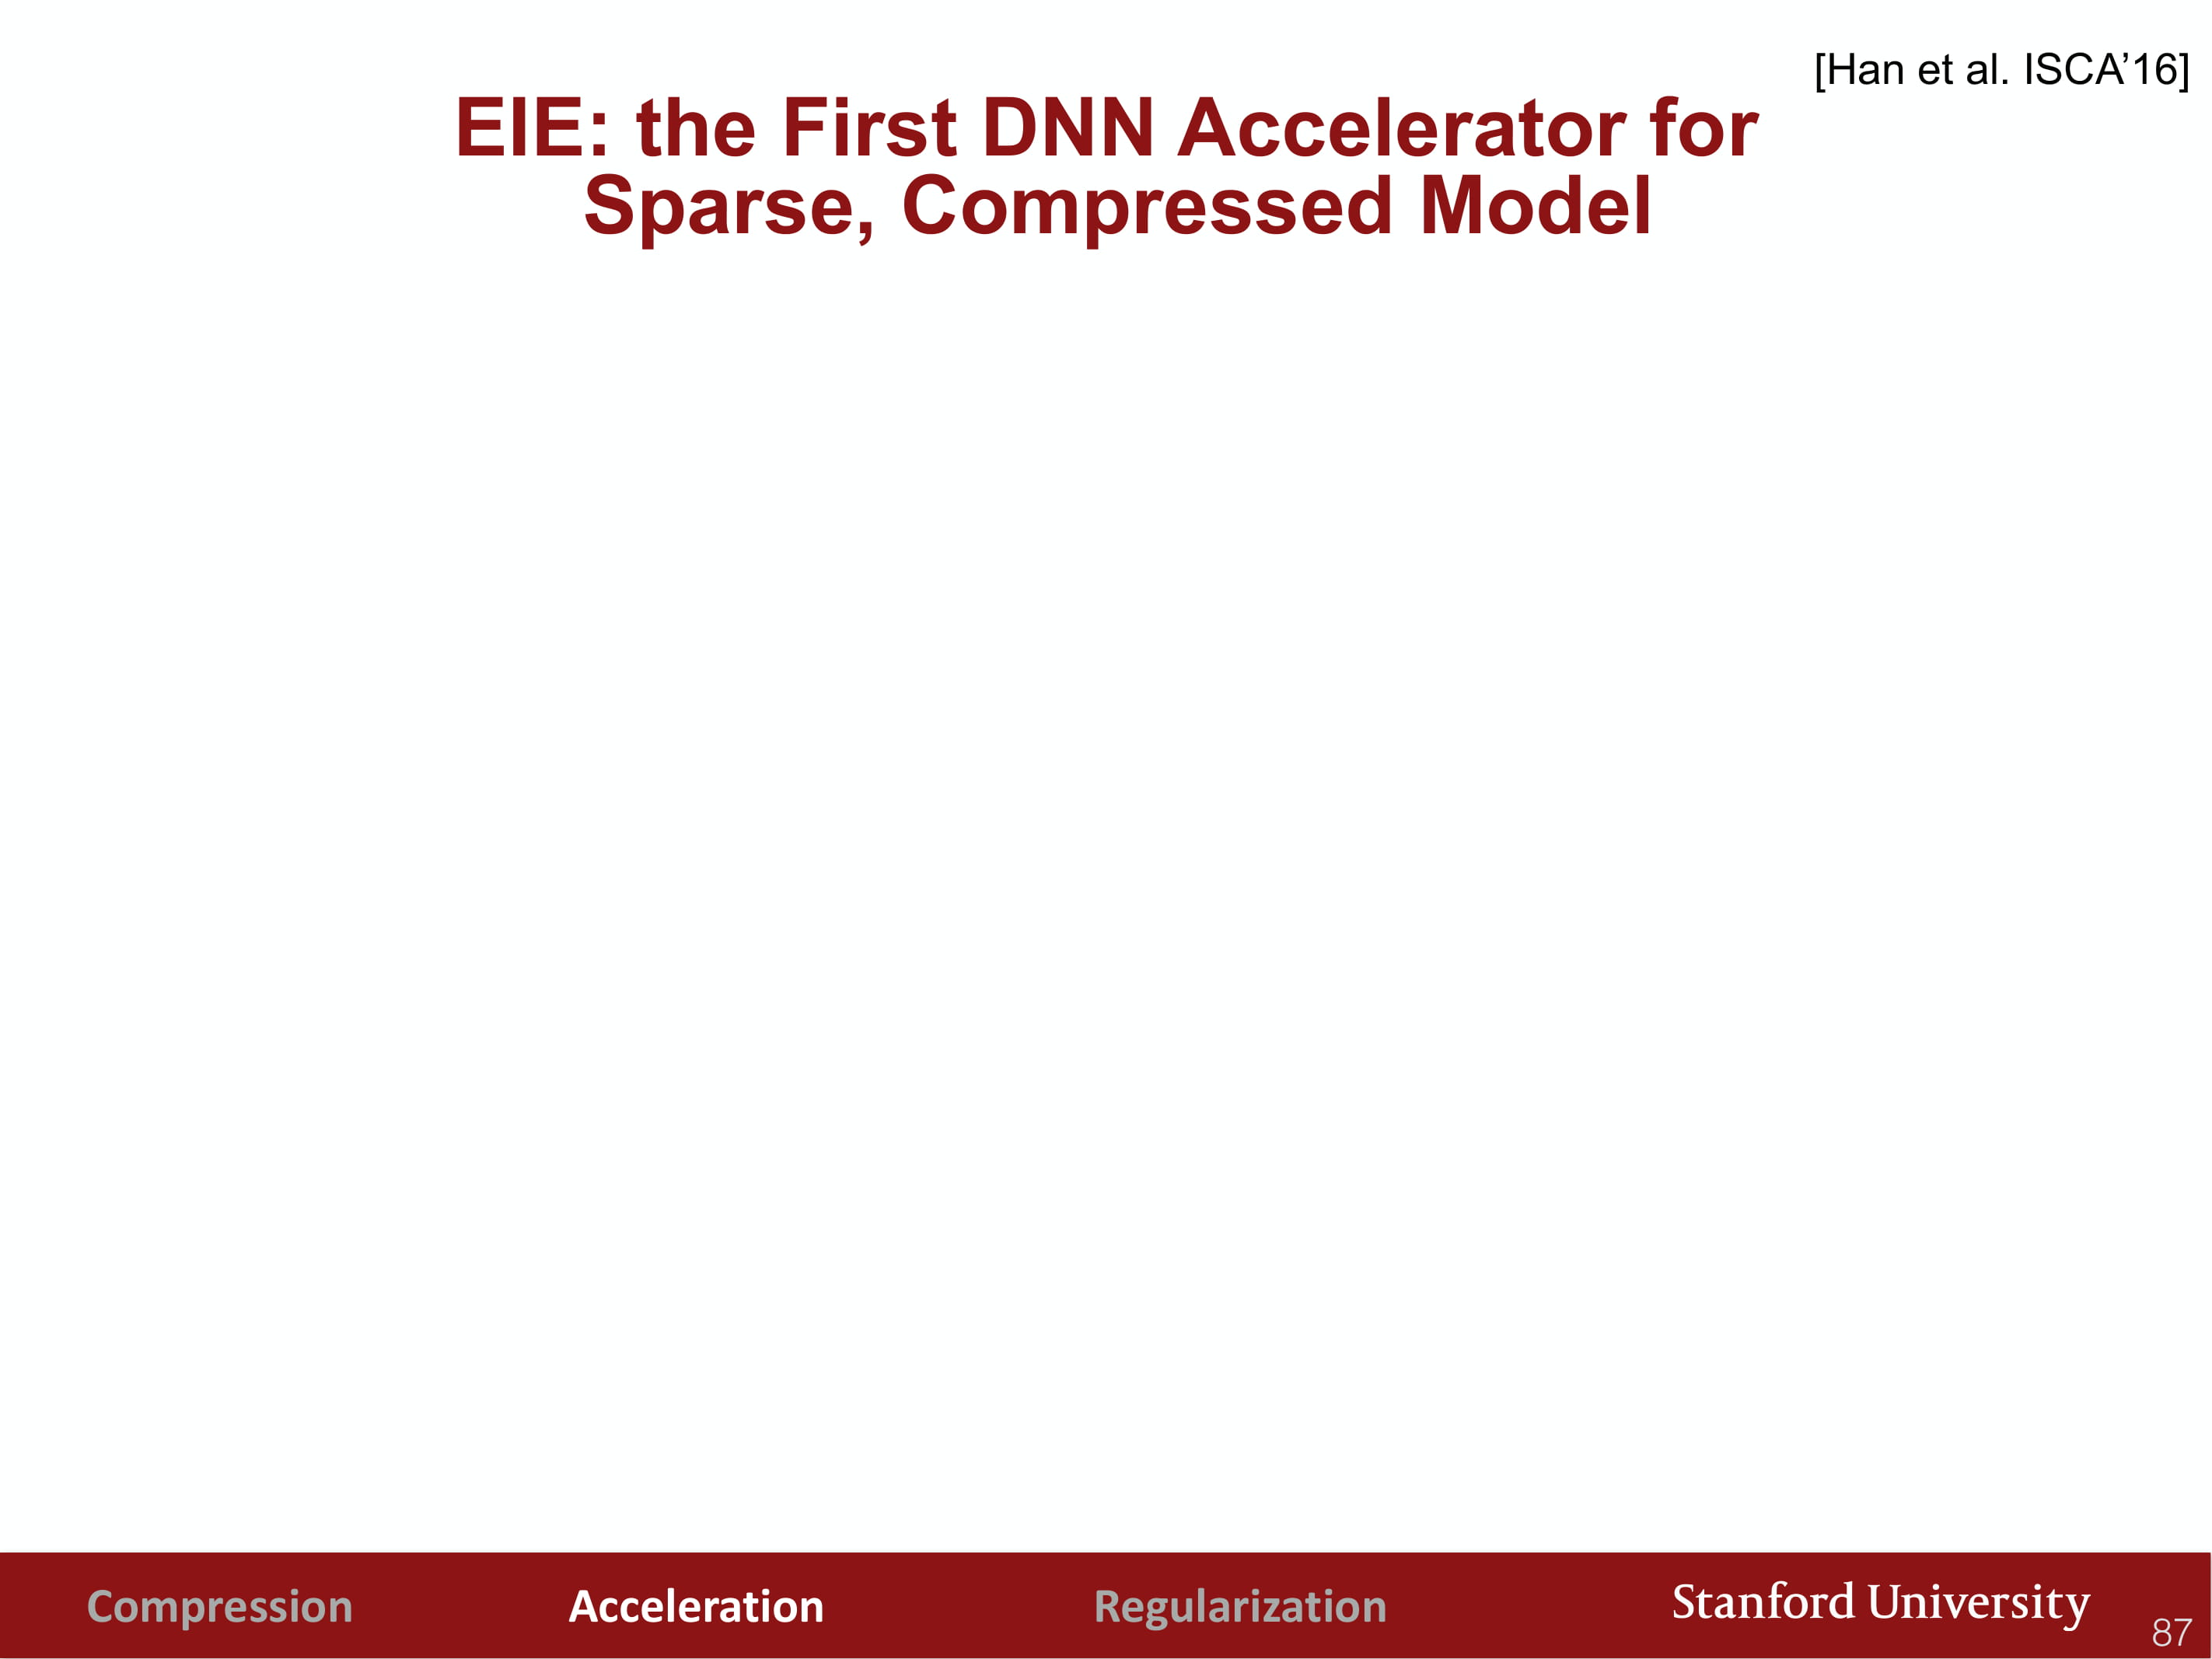 [Han et al. ISCA’16]
EIE: the First DNN Accelerator for
Sparse, Compressed Model
Compression
Acceleration
Regularization
Stanford University
87